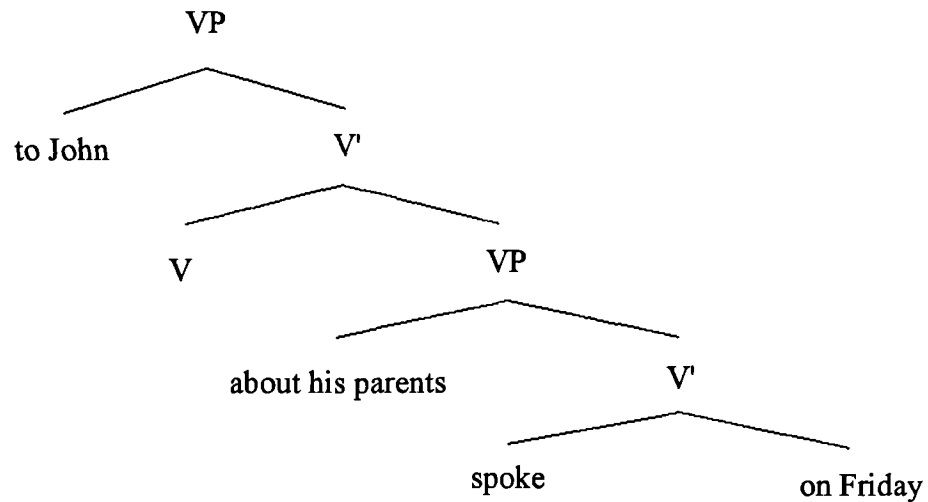 VP
to John
V'
V
VP
about his parents
V'
spoke
on Friday